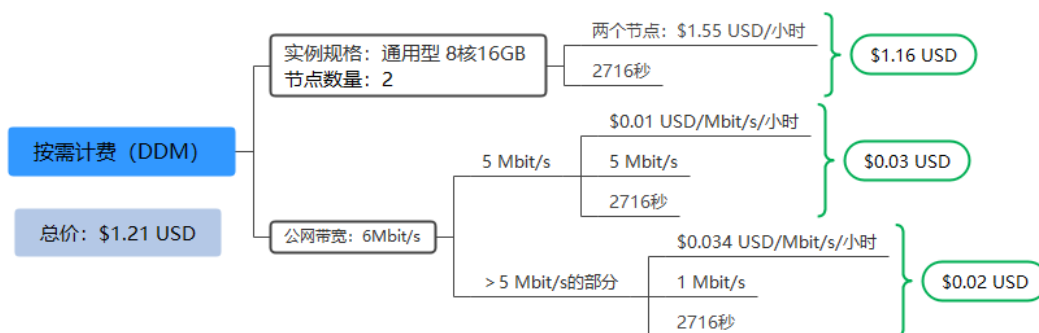 按需计费（DDM）
总价：$1.21 USD
实例规格：通用型 8核16GB
节点数量：2
两个节点：$1.55 USD/小时
2716秒
$1.16 USD
公网带宽：6Mbit/s
5 Mbit/s
$0.01 USD/Mbit/s/小时
5 Mbit/s
2716秒
$0.03 USD
> 5 Mbit/s的部分
$0.034 USD/Mbit/s/小时
1 Mbit/s
2716秒
$0.02 USD